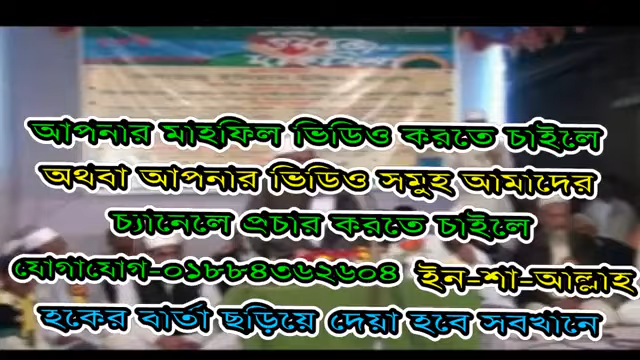 আপনার মাহফিল ভিডিও করতে চাইলে
অথবা আপনার ভিডিও সমুহ আমাদের
চ্যানেলে প্রচার করতে চাইলে
যোগাযোগ-০১৮৮৪৩৬২৬০৪ ইন-শা-আল্লাহ
হকের বার্তা ছড়িয়ে দেয়া হবে সবখানে